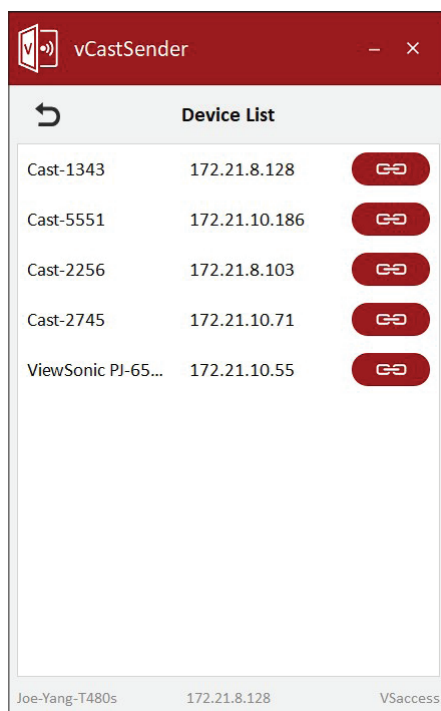 V vCastSender
Device List
Cast-1343 172.21.8.128
Cast-5551 172.21.10.186
Cast-2256 172.21.8.103
Cast-2745 172.21.10.71
ViewSonic PJ-65... 172.21.10.55
Joe-Yang-T480s 172.21.8.128 VSaccess